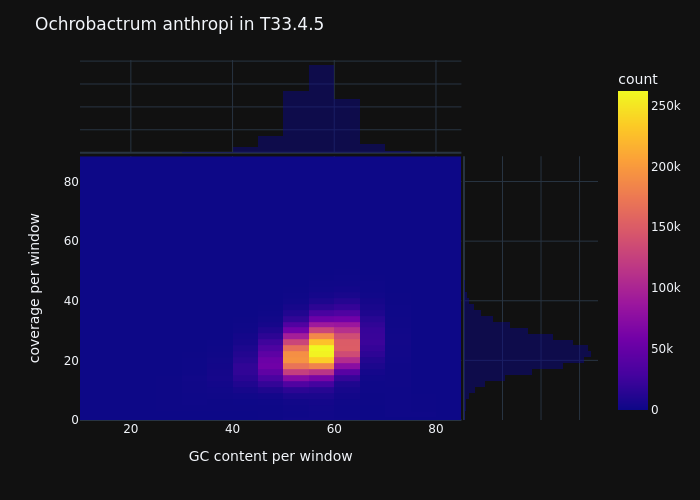 Ochrobactrum anthropi in T33.4.5
count
250k
200k
150k
100k
50k
0
coverage per window
80
60
40
20
0
20 40 60 80
GC content per window